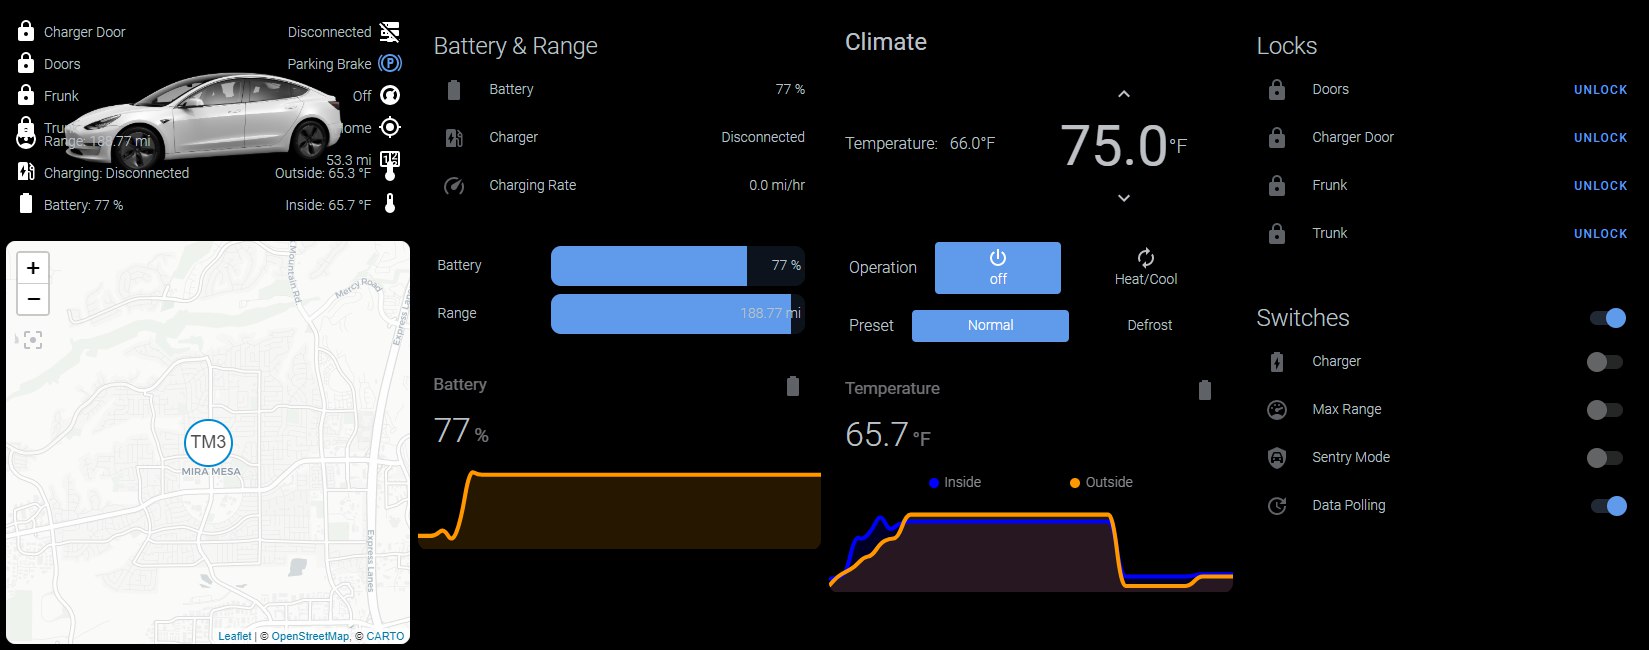 Charger Door
Disconnected
Doors
Parking Brake
Frunk
Off
Trunk
Home
Range: 188.77 mi
53.3 mi
Charging: Disconnected
Outside: 65.3 °F
Battery: 77 %
Inside: 65.7 °F
+
−
Mountain Rd.
Mercy Road
Express Lanes
TM3
MIRA MESA
Express Lanes
Leaflet | © OpenStreetMap, © CARTO
Battery & Range
Battery 77 %
Charger Disconnected
Charging Rate 0.0 mi/hr
Battery 77 %
Range 188.77 mi
Battery
77 %
Climate
Temperature: 66.0°F
75.0 °F
Operation off Heat/Cool
Preset Normal Defrost
Temperature
65.7 °F
Inside Outside
Locks
Doors UNLOCK
Charger Door UNLOCK
Frunk UNLOCK
Trunk UNLOCK
Switches
Charger
Max Range
Sentry Mode
Data Polling